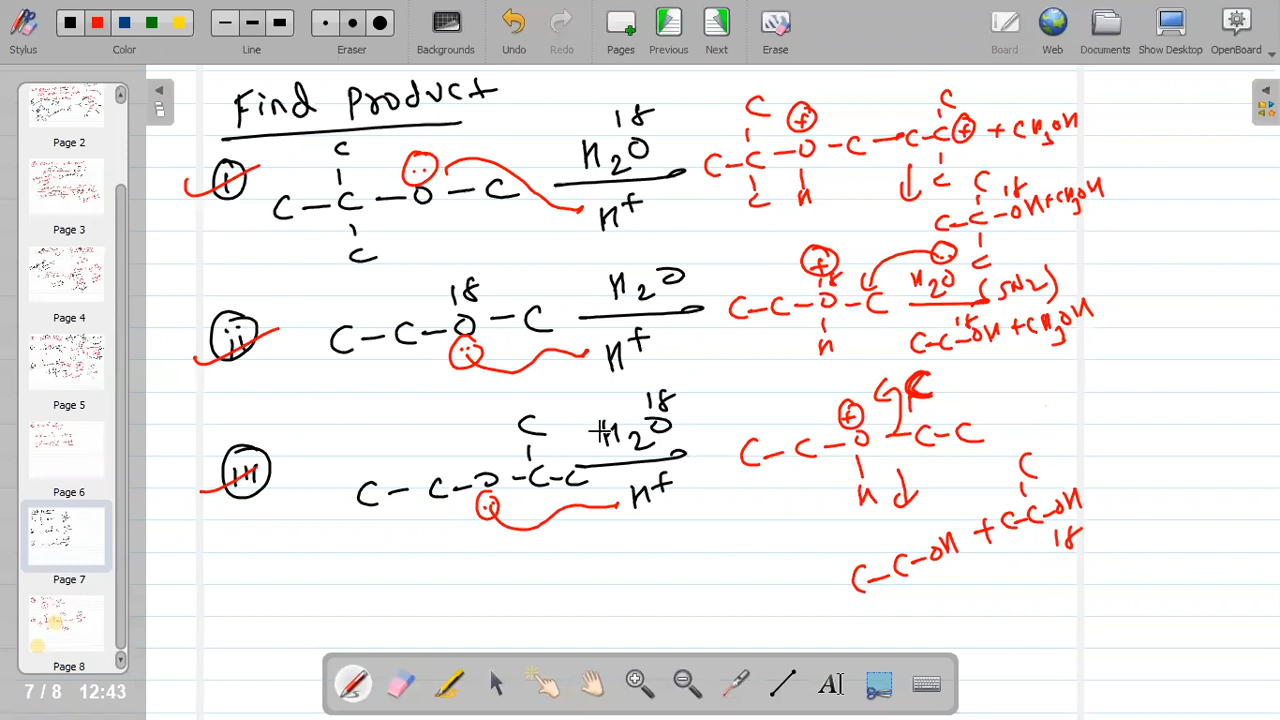 Stylus
Color
Line
Eraser
Backgrounds
Undo
Redo
Pages
Previous
Next
Erase
Board
Web
Documents
Show Desktop
OpenBoard
Page 2
Page 3
Page 4
Page 5
Page 6
Page 7
Page 8
7 / 8 12:43
Find Product
i
C
C - C - O - C
C
18
H2O
H+
C
C - C - O - C
C H
+
C
C - C +
C
+ CH3OH
C
C - C - OH + CH3OH
18
C
ii
18
C - C - O - C
H2O
H+
+
18
C - C - O - C
H
H2O
(SN2)
18
C - C - OH + CH3OH
iii
C
C - C - O - C - C
18
H2O
H+
+
C
C - C - O - C - C
H
C
C - C - OH + C - C - OH
18